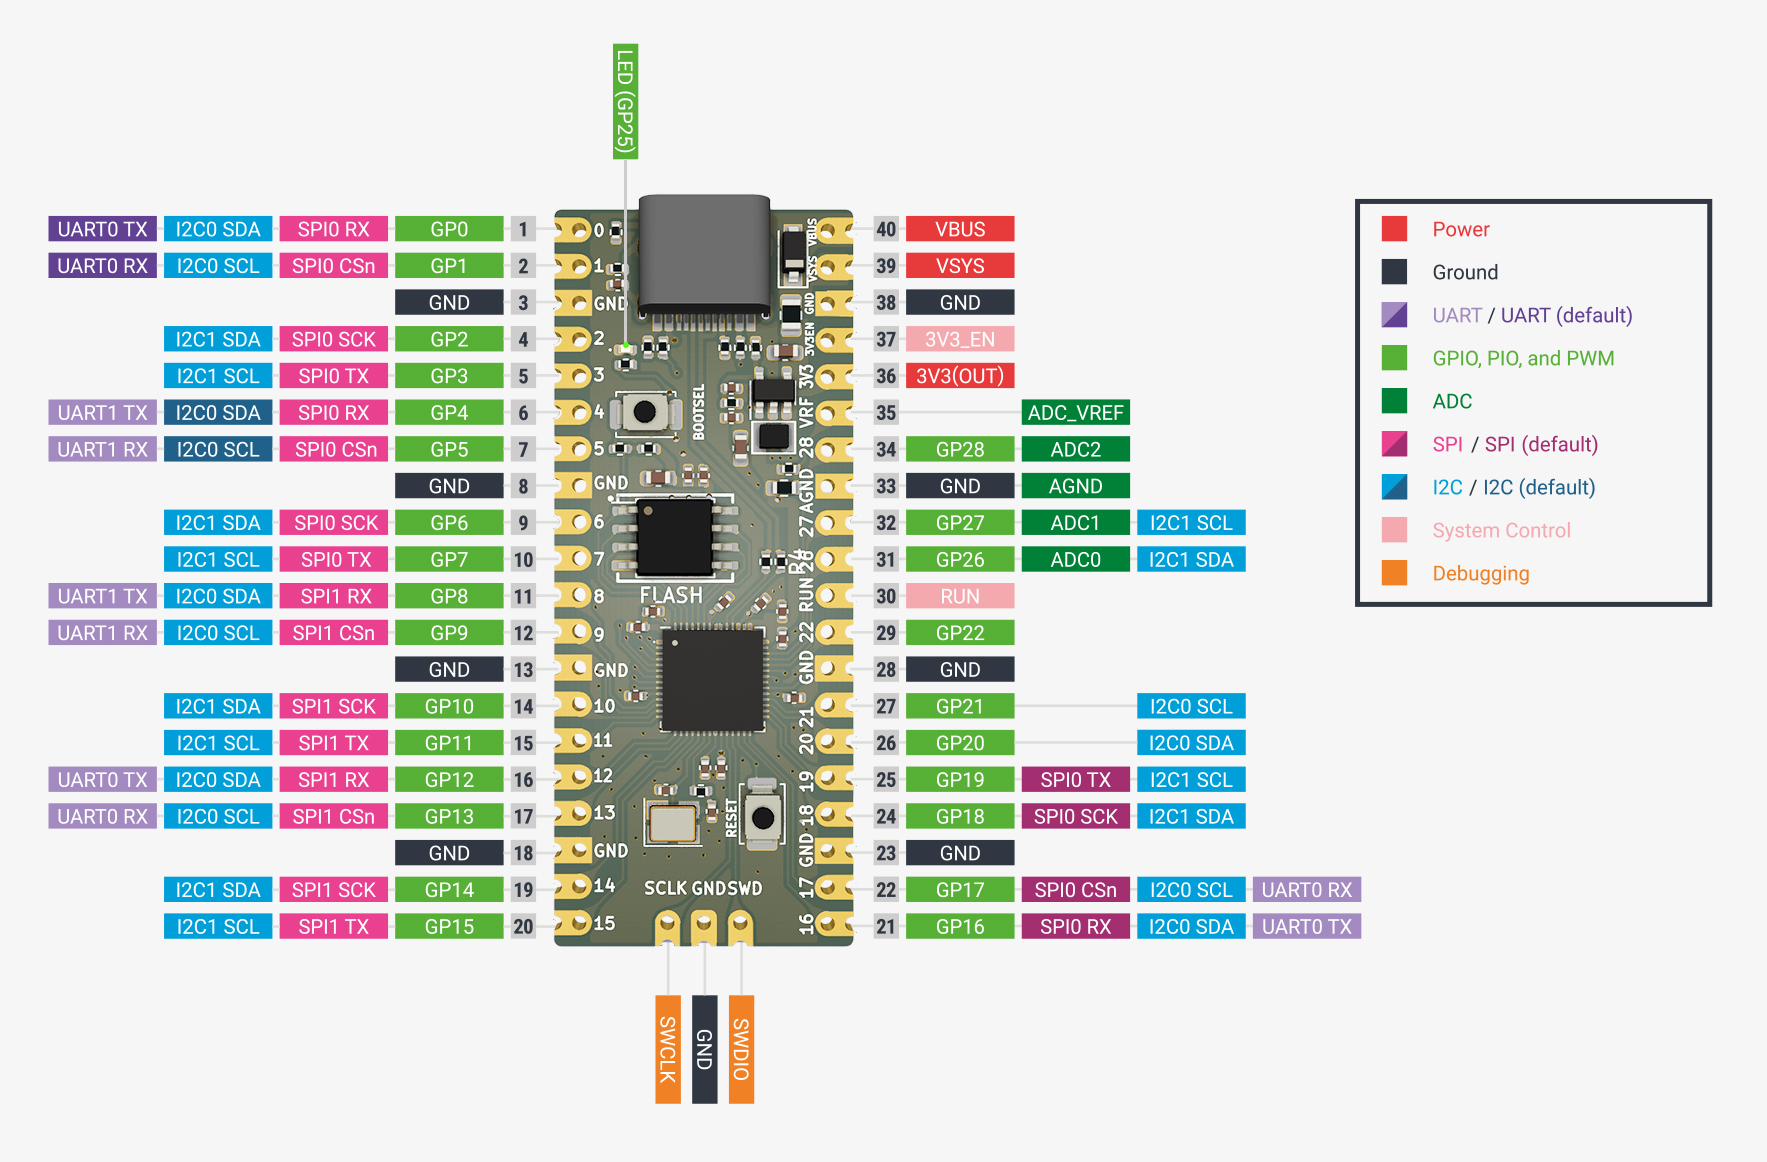 LED (GP25)
UART0 TX I2C0 SDA SPI0 RX GP0 1 0 VBUS 40 VBUS
UART0 RX I2C0 SCL SPI0 CSn GP1 2 1 VSYS 39 VSYS
GND 3 GND GND 38 GND
I2C1 SDA SPI0 SCK GP2 4 2 3V3EN 37 3V3_EN
I2C1 SCL SPI0 TX GP3 5 3 3V3 36 3V3(OUT)
UART1 TX I2C0 SDA SPI0 RX GP4 6 4 BOOTSEL VRF 35 ADC_VREF
UART1 RX I2C0 SCL SPI0 CSn GP5 7 5 28 34 GP28 ADC2
GND 8 GND AGND 33 GND AGND
I2C1 SDA SPI0 SCK GP6 9 6 27 32 GP27 ADC1 I2C1 SCL
I2C1 SCL SPI0 TX GP7 10 7 R4 26 31 GP26 ADC0 I2C1 SDA
UART1 TX I2C0 SDA SPI1 RX GP8 11 8 FLASH RUN 30 RUN
UART1 RX I2C0 SCL SPI1 CSn GP9 12 9 22 29 GP22
GND 13 GND GND 28 GND
I2C1 SDA SPI1 SCK GP10 14 10 21 27 GP21 I2C0 SCL
I2C1 SCL SPI1 TX GP11 15 11 20 26 GP20 I2C0 SDA
UART0 TX I2C0 SDA SPI1 RX GP12 16 12 19 25 GP19 SPI0 TX I2C1 SCL
UART0 RX I2C0 SCL SPI1 CSn GP13 17 13 RESET 18 24 GP18 SPI0 SCK I2C1 SDA
GND 18 GND GND 23 GND
I2C1 SDA SPI1 SCK GP14 19 14 SCLK GND SWD 17 22 GP17 SPI0 CSn I2C0 SCL UART0 RX
I2C1 SCL SPI1 TX GP15 20 15 16 21 GP16 SPI0 RX I2C0 SDA UART0 TX
SWCLK GND SWDIO
Power
Ground
UART / UART (default)
GPIO, PIO, and PWM
ADC
SPI / SPI (default)
I2C / I2C (default)
System Control
Debugging